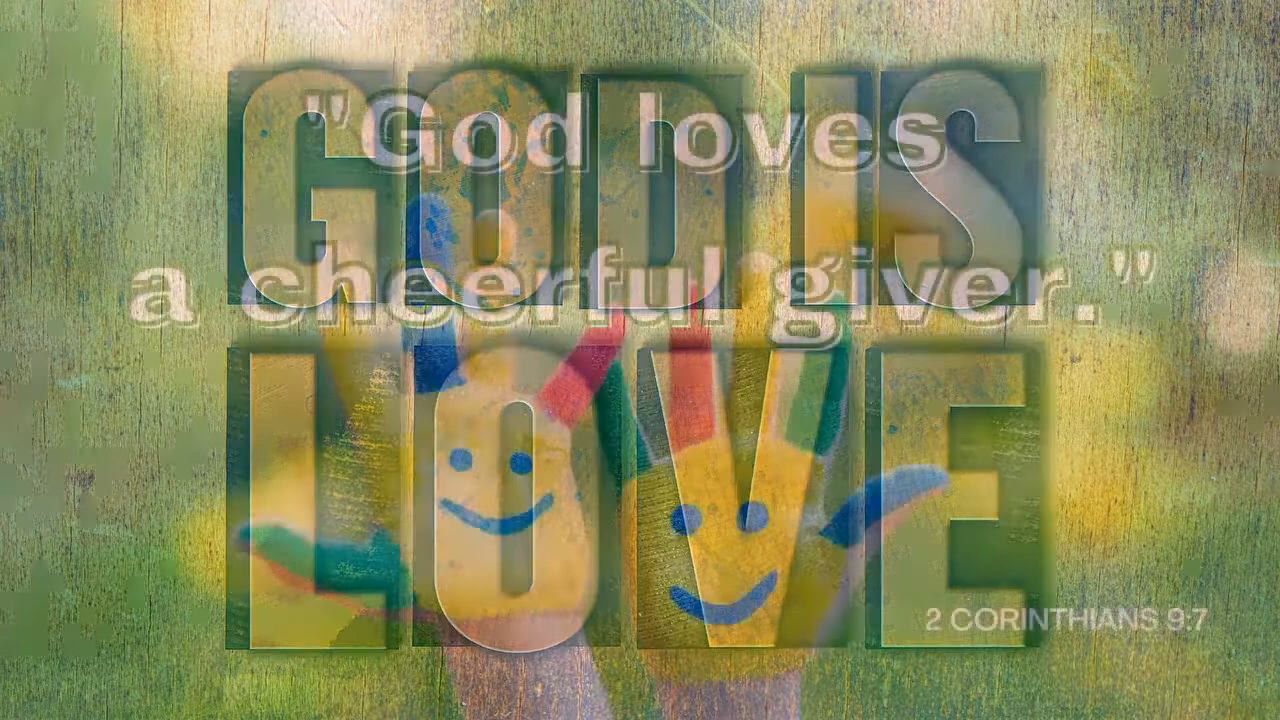 GOD IS
LOVE
"God loves
a cheerful giver."
2 CORINTHIANS 9:7